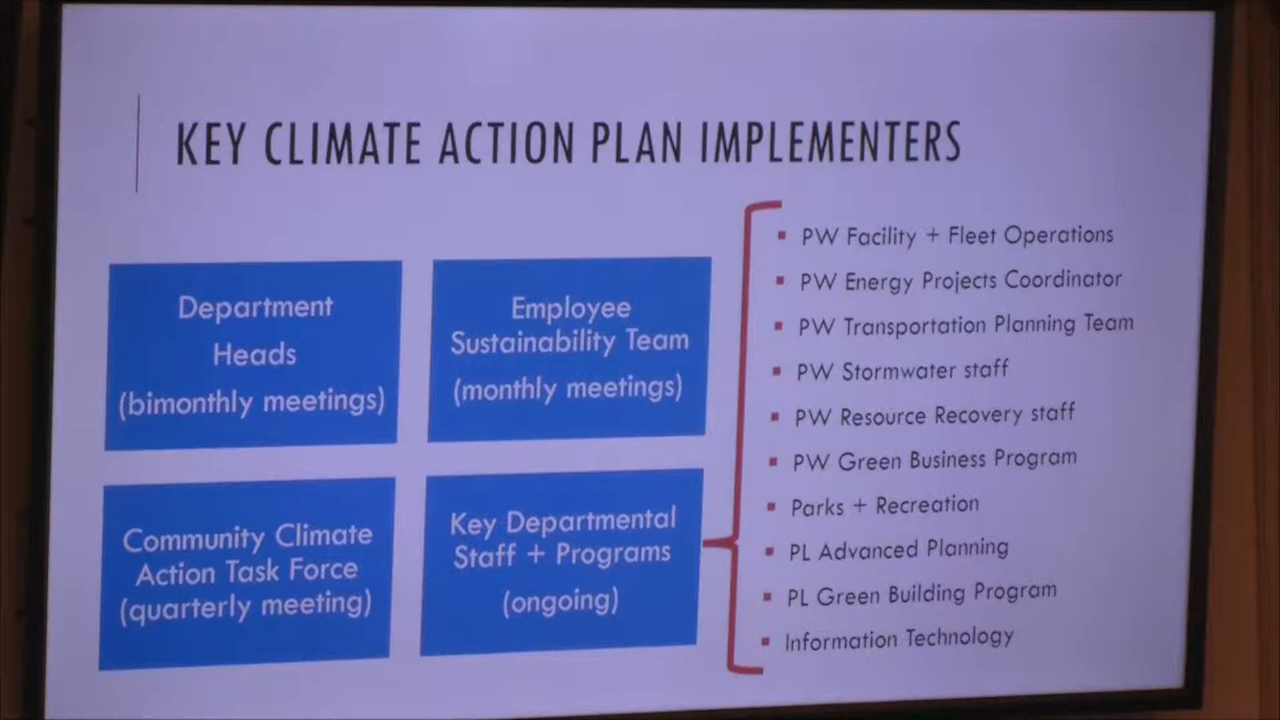 KEY CLIMATE ACTION PLAN IMPLEMENTERS
Department
Heads
(bimonthly meetings)
Employee
Sustainability Team
(monthly meetings)
Community Climate
Action Task Force
(quarterly meeting)
Key Departmental
Staff + Programs
(ongoing)
▪ PW Facility + Fleet Operations
▪ PW Energy Projects Coordinator
▪ PW Transportation Planning Team
▪ PW Stormwater staff
▪ PW Resource Recovery staff
▪ PW Green Business Program
▪ Parks + Recreation
▪ PL Advanced Planning
▪ PL Green Building Program
▪ Information Technology